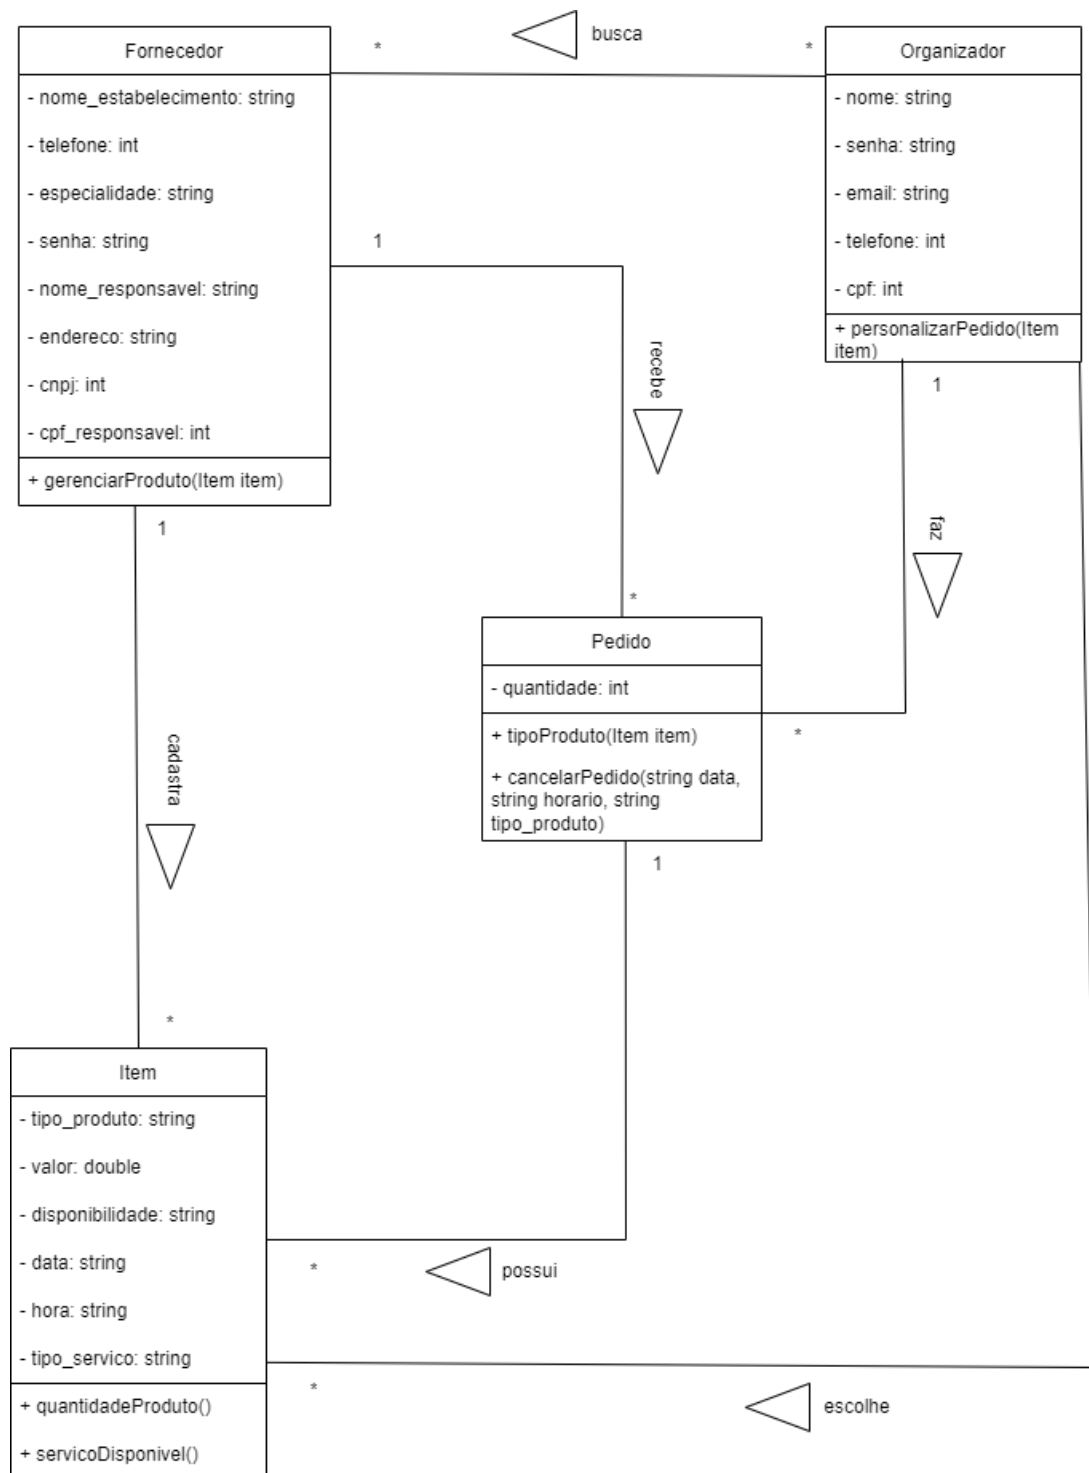 Fornecedor
- nome_estabelecimento: string
- telefone: int
- especialidade: string
- senha: string
- nome_responsavel: string
- endereco: string
- cnpj: int
- cpf_responsavel: int
+ gerenciarProduto(Item item)
*
busca
*
Organizador
- nome: string
- senha: string
- email: string
- telefone: int
- cpf: int
+ personalizarPedido(Item
item)
1
recebe
*
1
faz
*
Pedido
- quantidade: int
+ tipoProduto(Item item)
+ cancelarPedido(string data,
string horario, string
tipo_produto)
1
1
cadastra
*
Item
- tipo_produto: string
- valor: double
- disponibilidade: string
- data: string
- hora: string
- tipo_servico: string
+ quantidadeProduto()
+ servicoDisponivel()
*
possui
*
escolhe